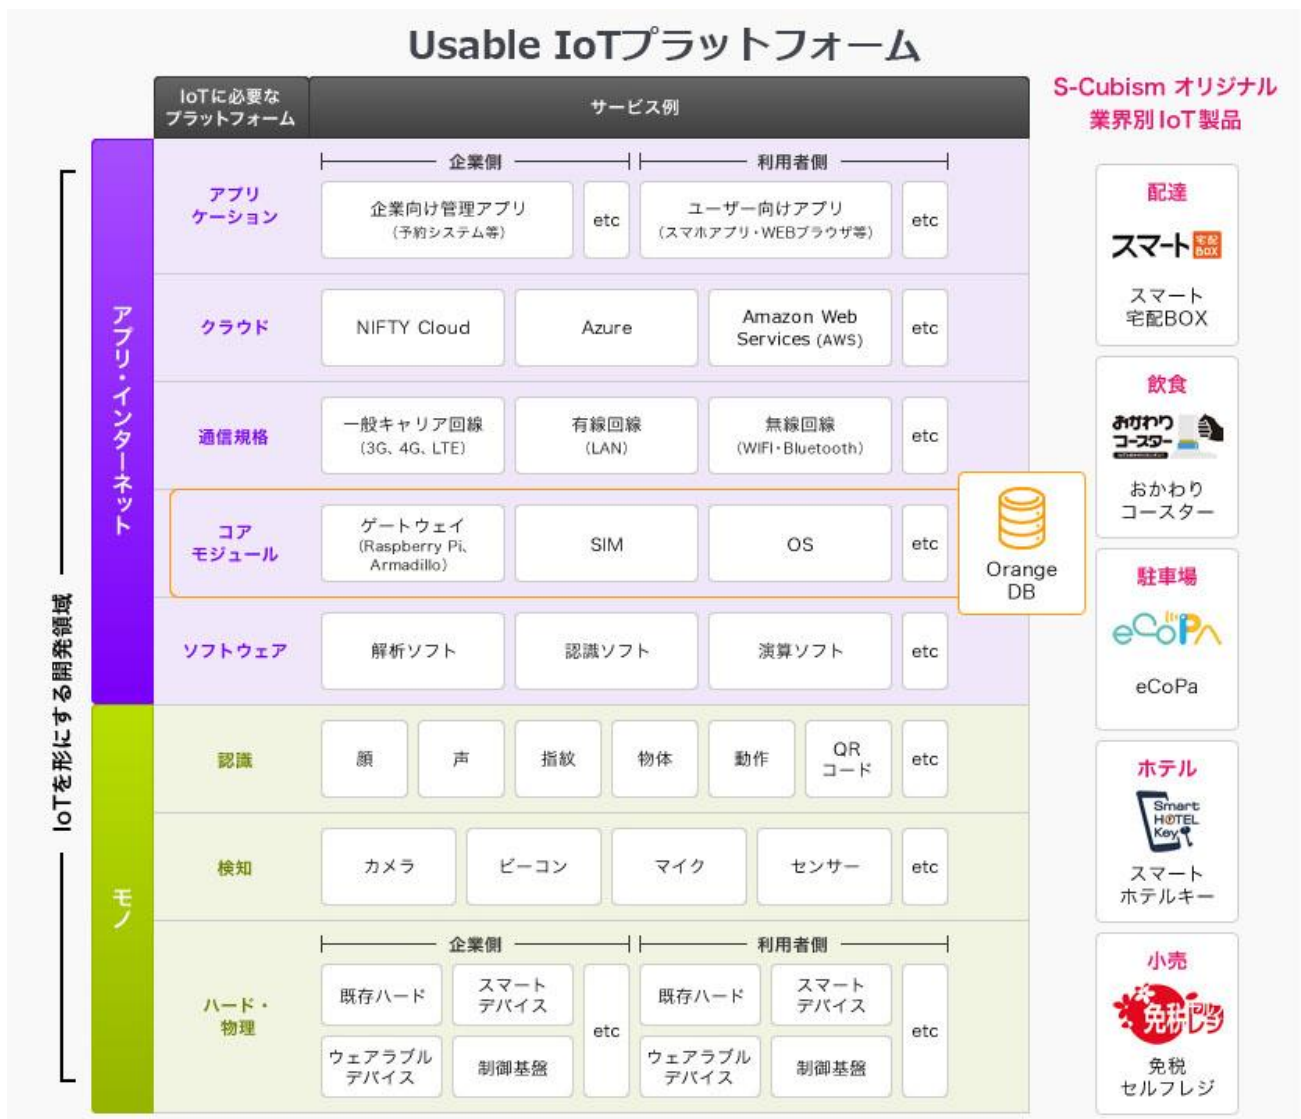 Usable IoTプラットフォーム
IoTに必要な
プラットフォーム
サービス例
S-Cubism オリジナル
業界別IoT製品
IoTを形にする開発領域
アプリ・インターネット
アプリ
ケーション
企業側
利用者側
企業向け管理アプリ
(予約システム等)
etc
ユーザー向けアプリ
(スマホアプリ・WEBブラウザ等)
etc
クラウド
NIFTY Cloud
Azure
Amazon Web
Services (AWS)
etc
通信規格
一般キャリア回線
(3G、4G、LTE)
有線回線
(LAN)
無線回線
(WIFI・Bluetooth)
etc
コア
モジュール
ゲートウェイ
(Raspberry Pi、
Armadillo)
SIM
OS
etc
Orange
DB
ソフトウェア
解析ソフト
認識ソフト
演算ソフト
etc
モノ
認識
顔
声
指紋
物体
動作
QR
コード
etc
検知
カメラ
ビーコン
マイク
センサー
etc
ハード・
物理
企業側
利用者側
既存ハード
スマート
デバイス
ウェアラブル
デバイス
制御基盤
etc
既存ハード
スマート
デバイス
ウェアラブル
デバイス
制御基盤
etc
配達
スマート宅配BOX
スマート
宅配BOX
飲食
おかわり
コースター
おかわり
コースター
駐車場
eCoPA
eCoPa
ホテル
Smart
HOTEL
Key
スマート
ホテルキー
小売
免税
セルフレジ